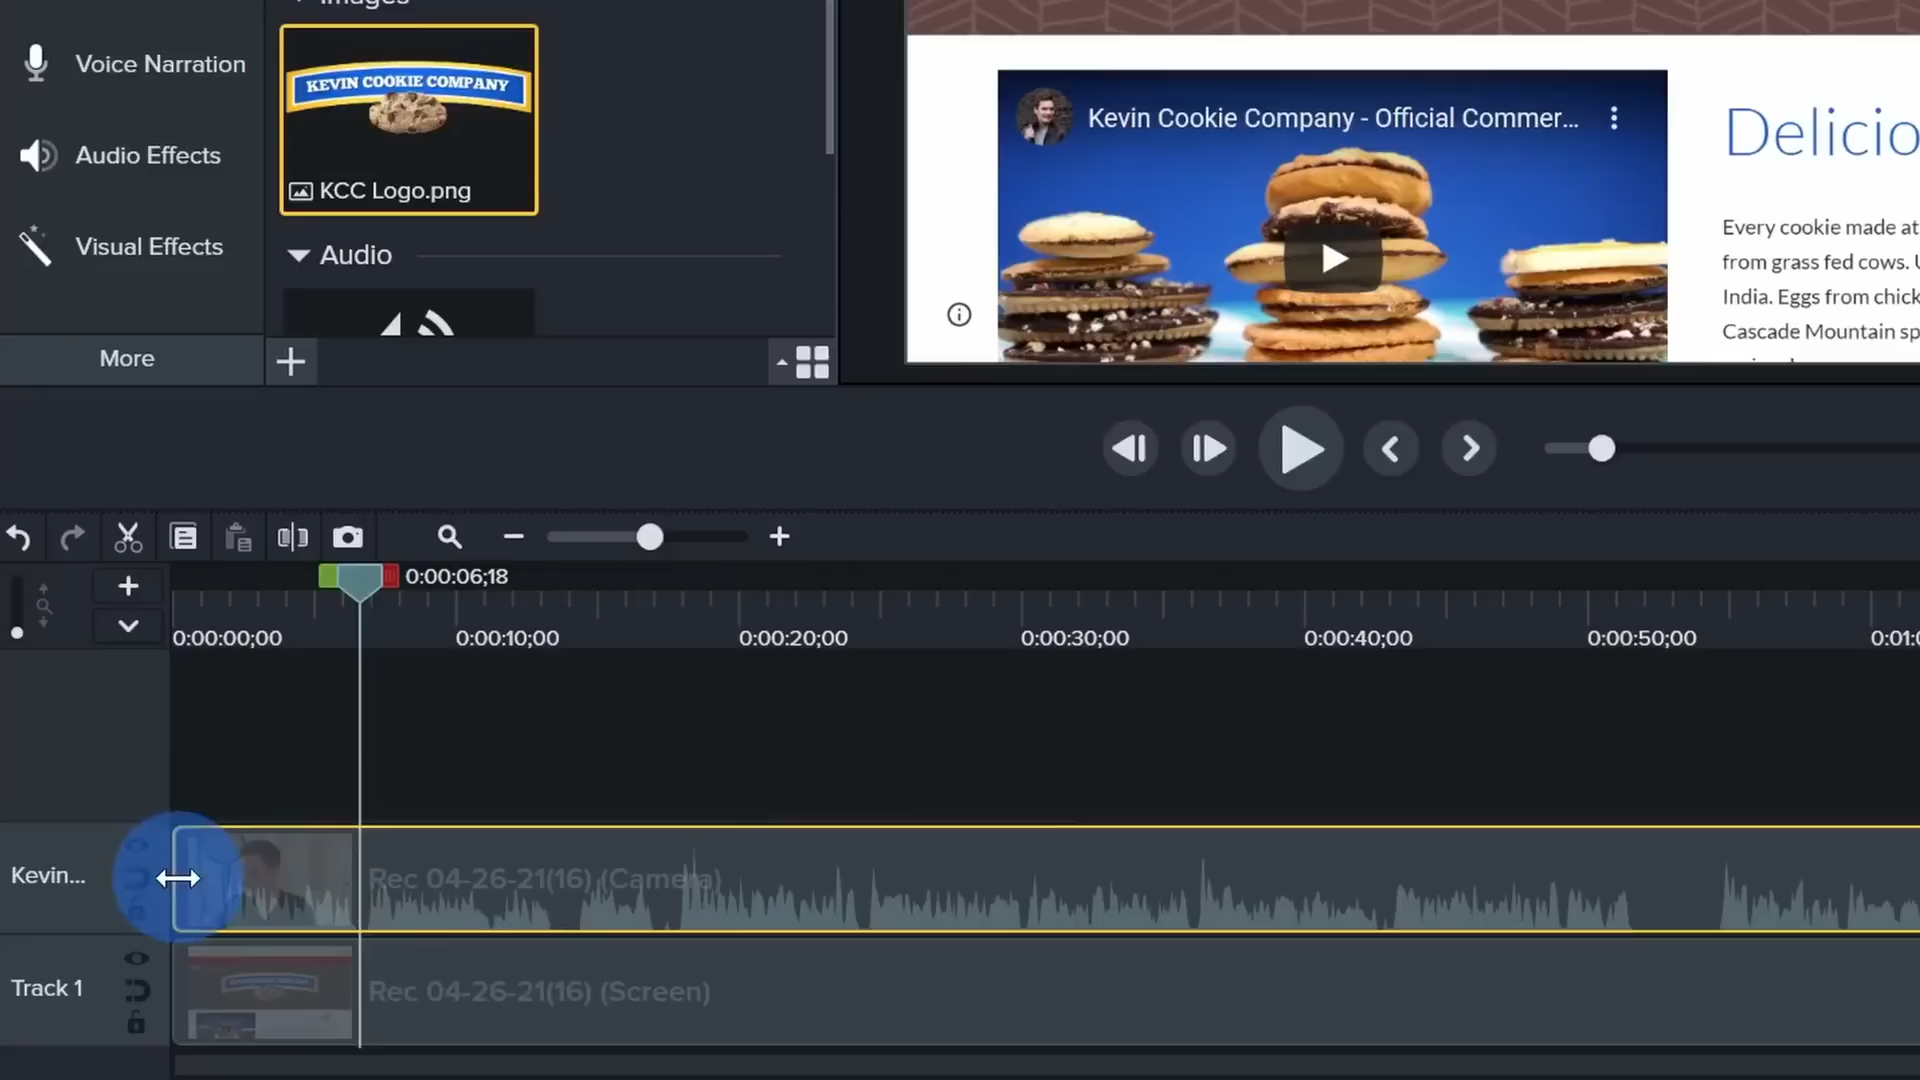 Images
Voice Narration
KEVIN COOKIE COMPANY
KCC Logo.png
Audio Effects
Visual Effects
Audio
More
Kevin Cookie Company - Official Commer...
Delicio
Every cookie made at
from grass fed cows. U
India. Eggs from chick
Cascade Mountain sp
0:00:06;18
0:00:00;00
0:00:10;00
0:00:20;00
0:00:30;00
0:00:40;00
0:00:50;00
0:01:0
Kevin...
Rec 04-26-21(16) (Camera)
Track 1
Rec 04-26-21(16) (Screen)